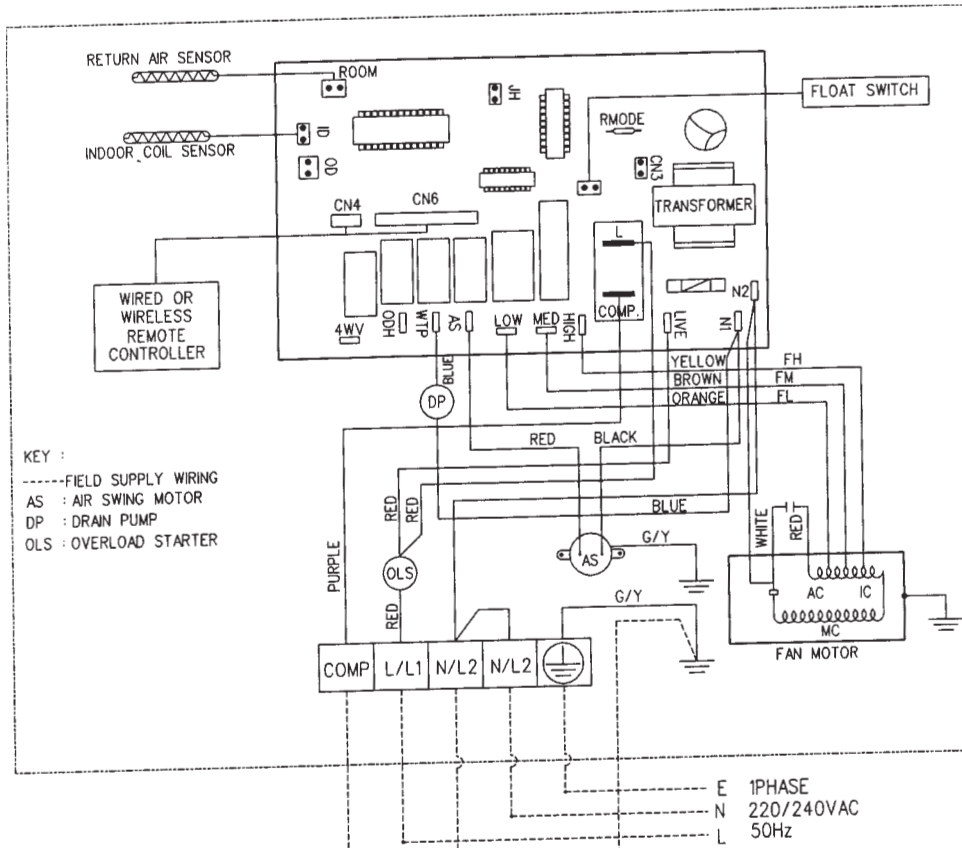 RETURN AIR SENSOR
ROOM
JH
FLOAT SWITCH
RMODE
ID
INDOOR COIL SENSOR
OD
CN3
CN4
CN6
TRANSFORMER
L
WIRED OR
WIRELESS
REMOTE
CONTROLLER
N2
COMP.
4WV
ODH
WTP
AS
LOW
MED
HIGH
LIVE
N1
BLUE
YELLOW
FH
BROWN
FM
ORANGE
FL
DP
RED
BLACK
KEY :
------FIELD SUPPLY WIRING
AS : AIR SWING MOTOR
DP : DRAIN PUMP
OLS : OVERLOAD STARTER
RED
RED
BLUE
WHITE
RED
PURPLE
OLS
AS
G/Y
AC
IC
MC
FAN MOTOR
RED
G/Y
COMP
L/L1
N/L2
N/L2
E 1PHASE
N 220/240VAC
L 50Hz